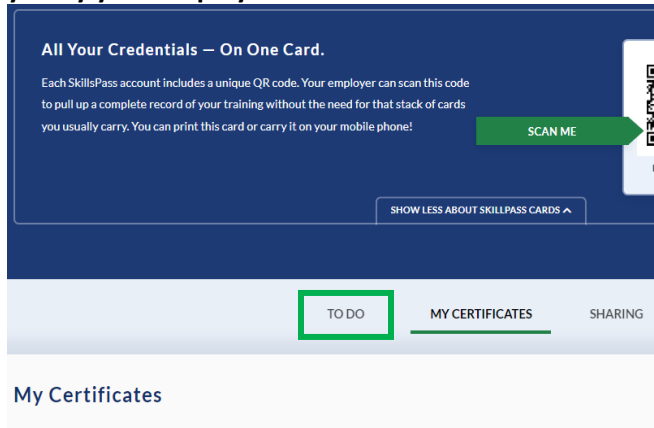 All Your Credentials — On One Card.
Each SkillsPass account includes a unique QR code. Your employer can scan this code
to pull up a complete record of your training without the need for that stack of cards
you usually carry. You can print this card or carry it on your mobile phone!
SCAN ME
SHOW LESS ABOUT SKILLPASS CARDS
TO DO
MY CERTIFICATES
SHARING
My Certificates